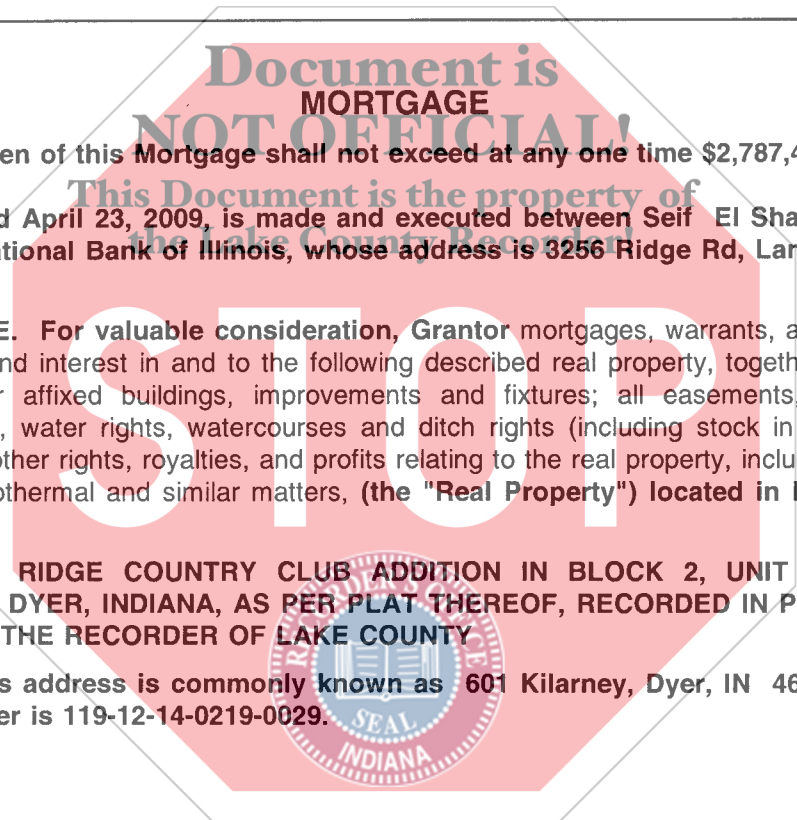 Document is
MORTGAGE
NOT OFFICIAL!
en of this Mortgage shall not exceed at any one time $2,787,4
This Document is the property of
d April 23, 2009, is made and executed between Seif El Sha
the Lake County Recorder!
ational Bank of Illinois, whose address is 3256 Ridge Rd, Lan
STOP
E. For valuable consideration, Grantor mortgages, warrants, a
nd interest in and to the following described real property, togeth
r affixed buildings, improvements and fixtures; all easements,
, water rights, watercourses and ditch rights (including stock in
other rights, royalties, and profits relating to the real property, inclu
othermal and similar matters, (the "Real Property") located in
RIDGE COUNTRY CLUB ADDITION IN BLOCK 2, UNIT
DYER, INDIANA, AS PER PLAT THEREOF, RECORDED IN P
THE RECORDER OF LAKE COUNTY
s address is commonly known as 601 Kilarney, Dyer, IN 46
er is 119-12-14-0219-0029.
RECORDER'S OFFICE
SEAL
INDIANA